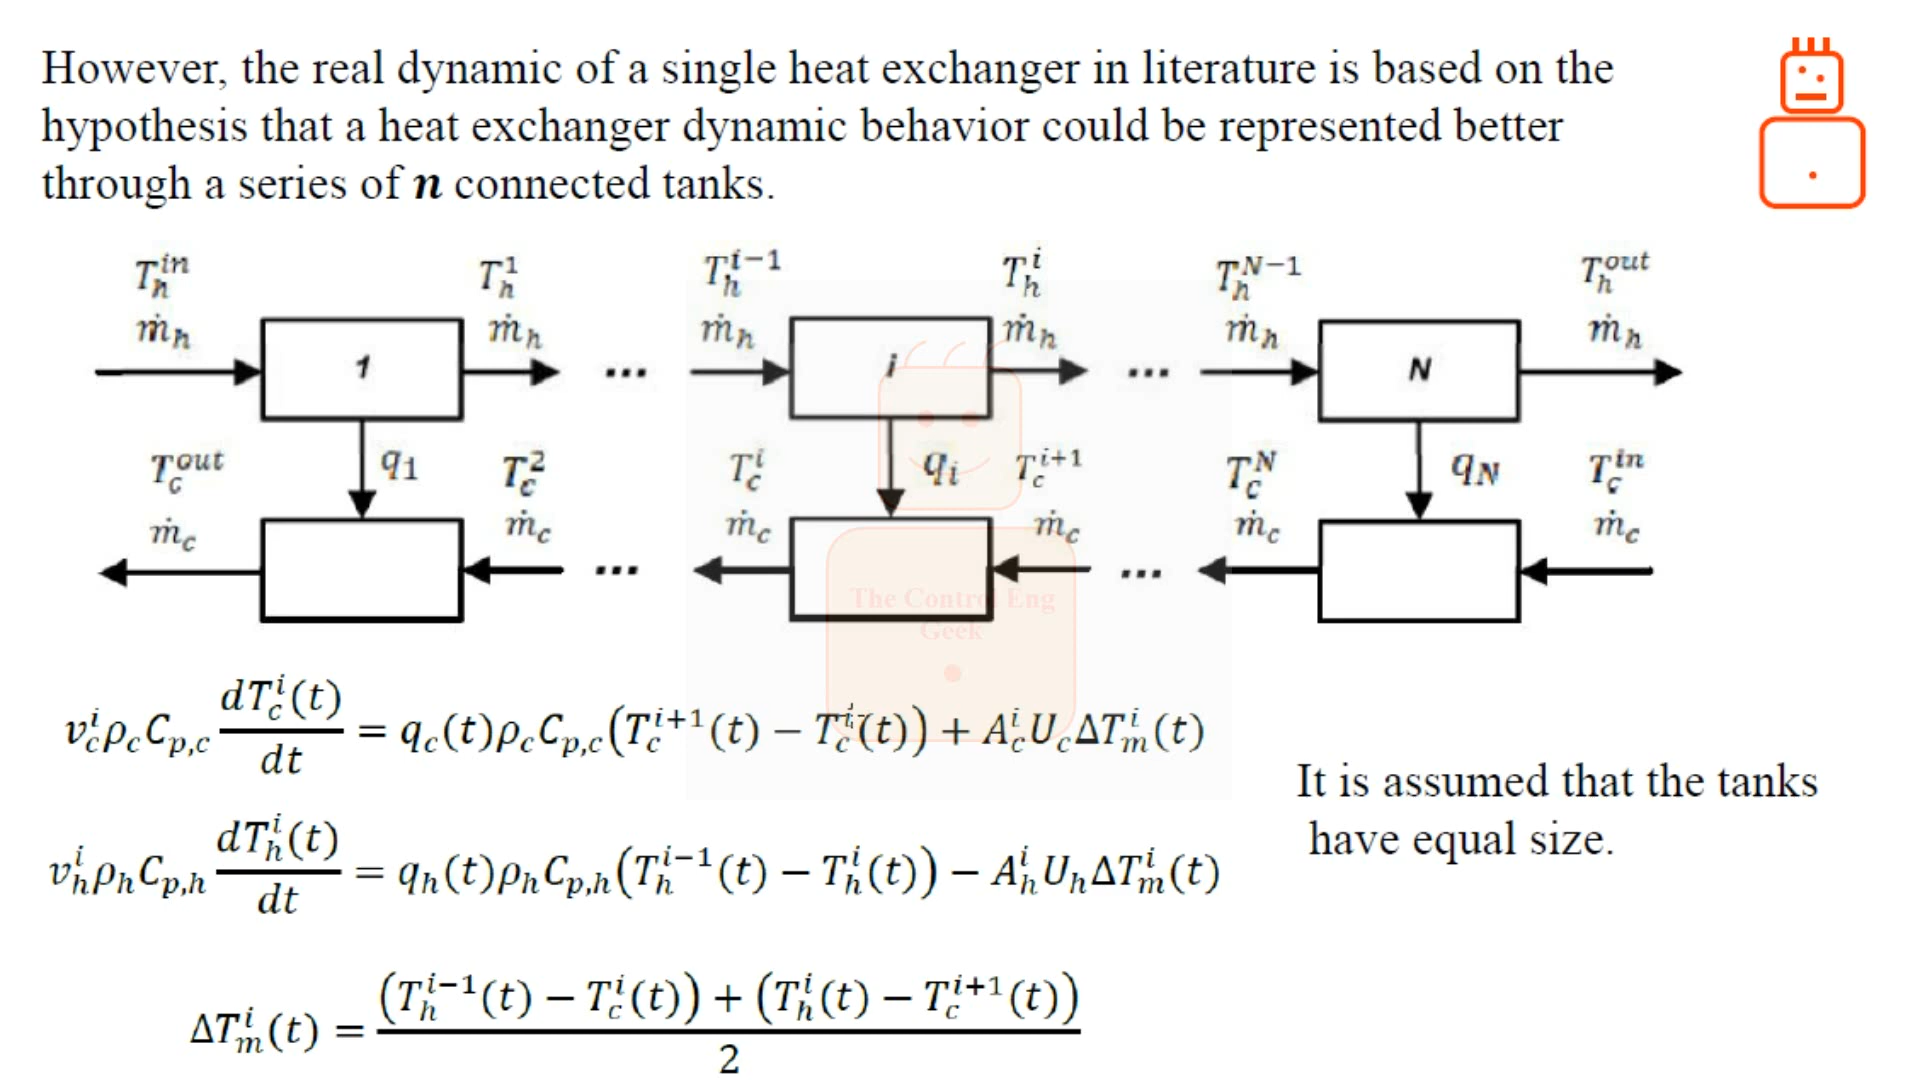 However, the real dynamic of a single heat exchanger in literature is based on the
hypothesis that a heat exchanger dynamic behavior could be represented better
through a series of n connected tanks.
T_h^{in} T_h^1 T_h^{i-1} T_h^i T_h^{N-1} T_h^{out}
ṁ_h ṁ_h ṁ_h ṁ_h ṁ_h ṁ_h
1 ... i ... N
T_c^{out} q_1 T_c^2 T_c^i q_i T_c^{i+1} T_c^N q_N T_c^{in}
ṁ_c ṁ_c ṁ_c ṁ_c ṁ_c ṁ_c
... ...
The Control Eng
Geek
v_c^i ρ_c C_{p,c} dT_c^i(t)/dt = q_c(t)ρ_c C_{p,c}(T_c^{i+1}(t) − T_c^i(t)) + A_c^i U_c ΔT_m^i(t)
It is assumed that the tanks
have equal size.
v_h^i ρ_h C_{p,h} dT_h^i(t)/dt = q_h(t)ρ_h C_{p,h}(T_h^{i−1}(t) − T_h^i(t)) − A_h^i U_h ΔT_m^i(t)
ΔT_m^i(t) = ((T_h^{i−1}(t) − T_c^i(t)) + (T_h^i(t) − T_c^{i+1}(t)))/2